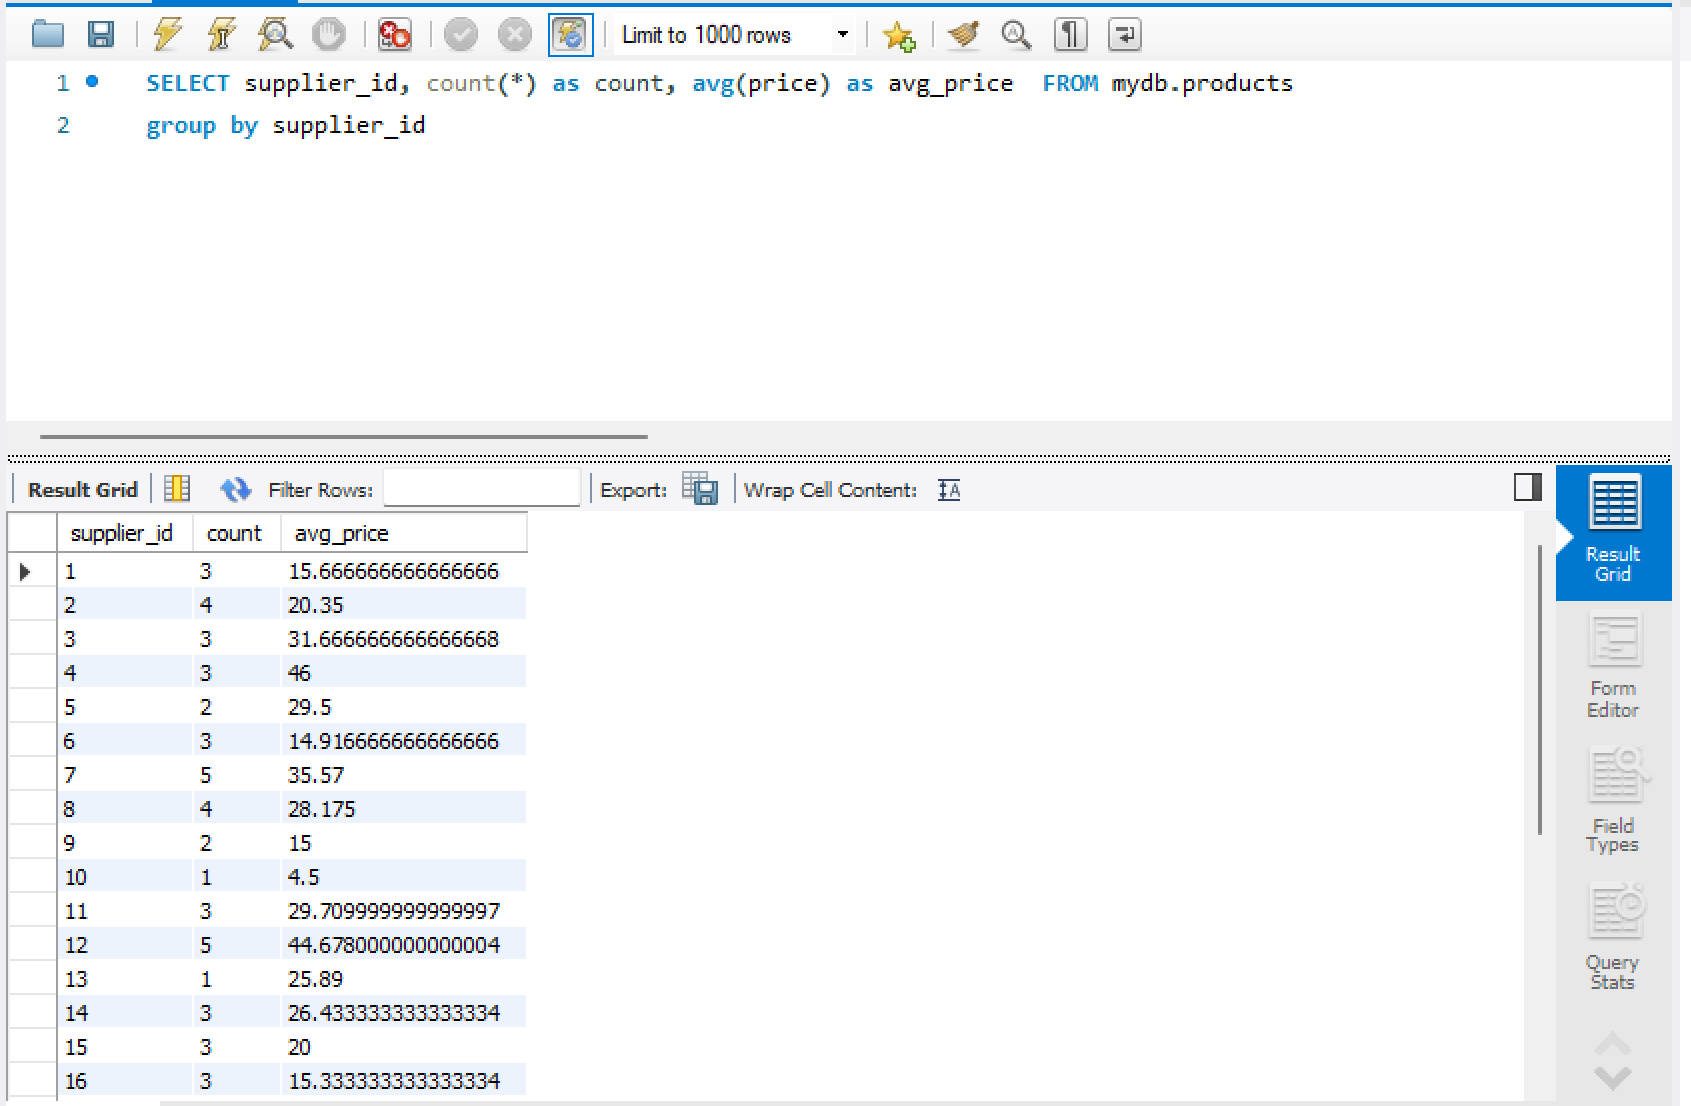 Limit to 1000 rows
1 SELECT supplier_id, count(*) as count, avg(price) as avg_price FROM mydb.products
2 group by supplier_id
Result Grid Filter Rows: Export: Wrap Cell Content: IA
supplier_id count avg_price
1 3 15.666666666666666
2 4 20.35
3 3 31.666666666666668
4 3 46
5 2 29.5
6 3 14.916666666666666
7 5 35.57
8 4 28.175
9 2 15
10 1 4.5
11 3 29.709999999999997
12 5 44.678000000000004
13 1 25.89
14 3 26.433333333333334
15 3 20
16 3 15.333333333333334
Result
Grid
Form
Editor
Field
Types
Query
Stats